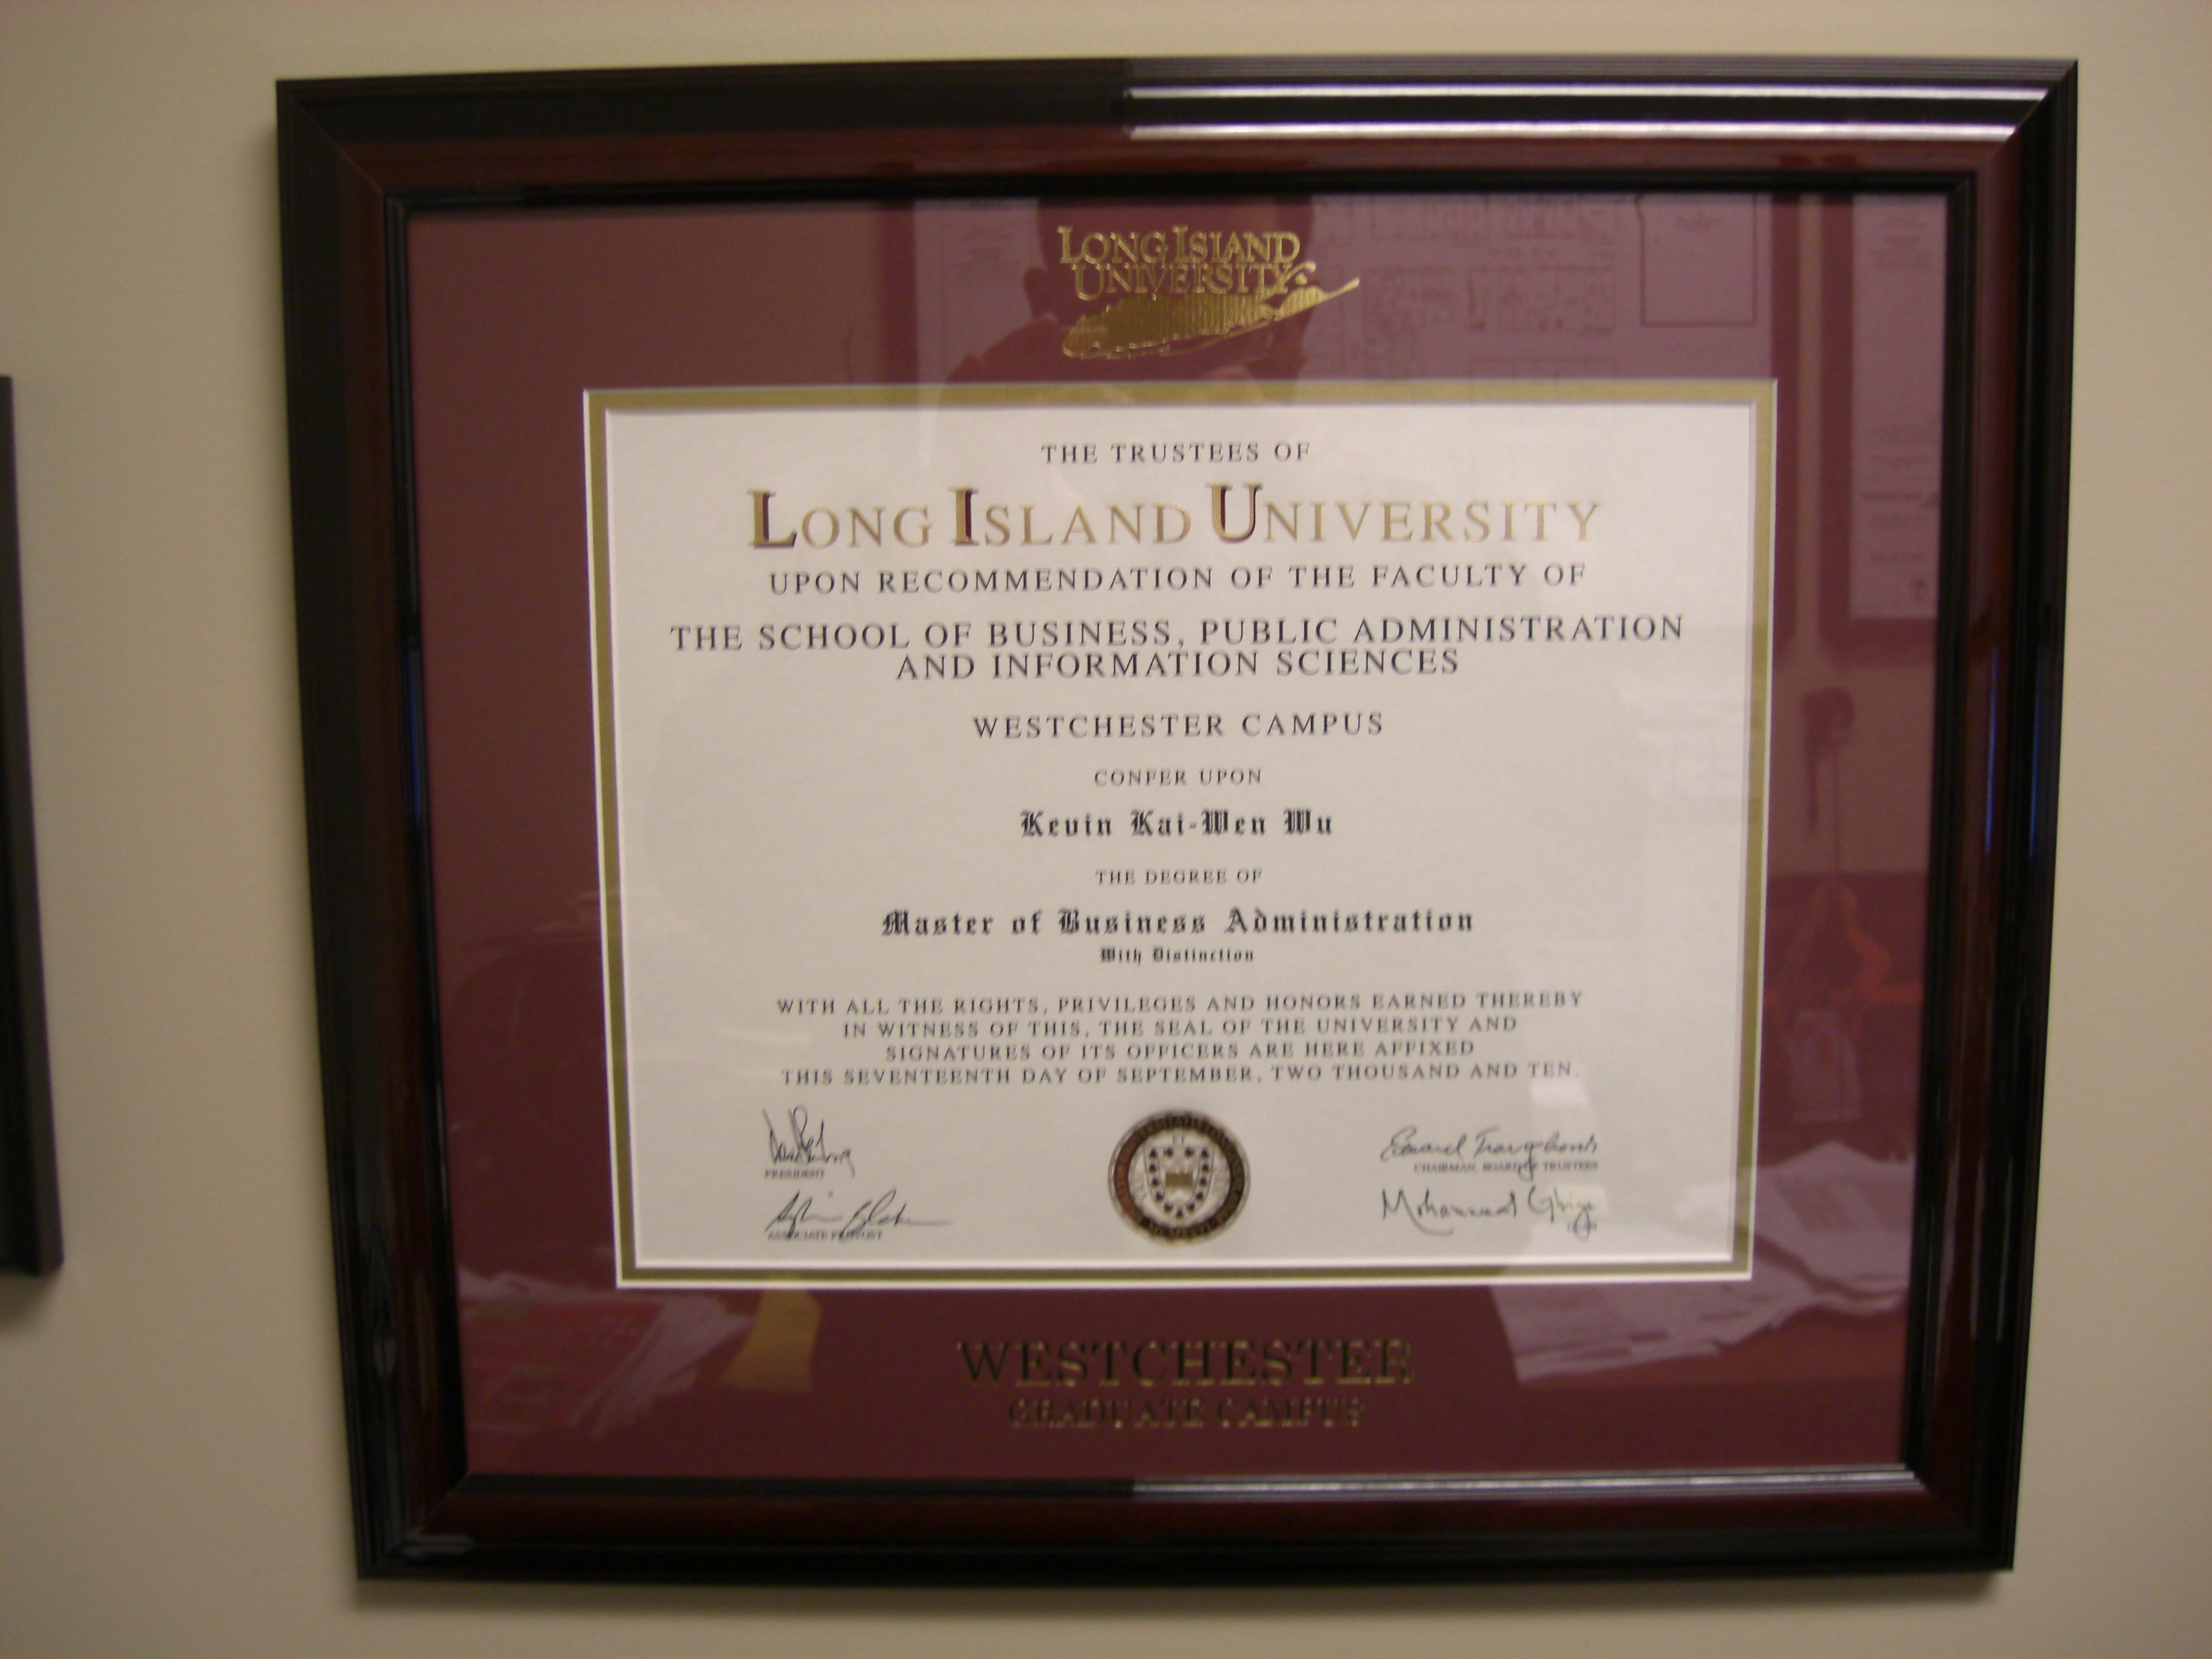 LONG ISLAND
UNIVERSITY
THE TRUSTEES OF
LONG ISLAND UNIVERSITY
UPON RECOMMENDATION OF THE FACULTY OF
THE SCHOOL OF BUSINESS, PUBLIC ADMINISTRATION
AND INFORMATION SCIENCES
WESTCHESTER CAMPUS
CONFER UPON
Kevin Kai-Wen Wu
THE DEGREE OF
Master of Business Administration
With Distinction
WITH ALL THE RIGHTS, PRIVILEGES AND HONORS EARNED THEREBY
IN WITNESS OF THIS, THE SEAL OF THE UNIVERSITY AND
SIGNATURES OF ITS OFFICERS ARE HERE AFFIXED
THIS SEVENTEENTH DAY OF SEPTEMBER, TWO THOUSAND AND TEN.
PRESIDENT
CHAIRMAN, BOARD OF TRUSTEES
ASSOCIATE PROVOST
Mohammed
WESTCHESTER
GRADUATE CAMPUS